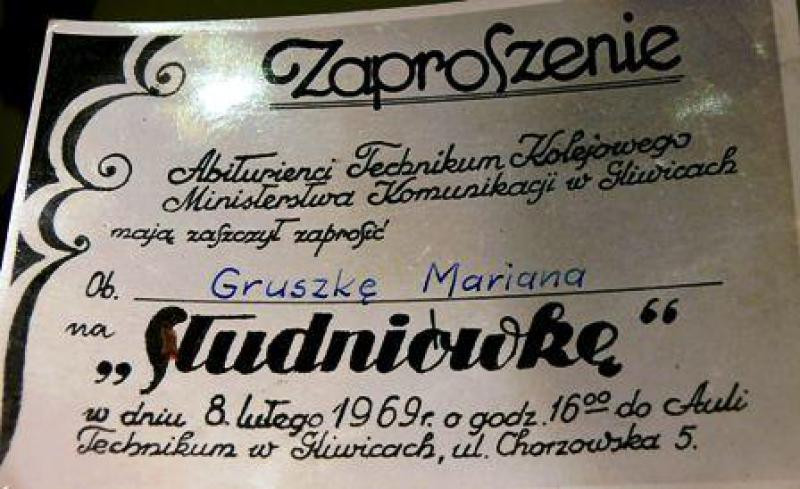 Zaproszenie
Abiturienci Technikum Kolejowego
Ministerstwa Komunikacji w Gliwicach
mają zaszczyt zaprosić
Ob. Gruszkę Mariana
na „Studniówkę“
w dniu 8. lutego 1969r. o godz. 16⁰⁰ do Auli
Technikum w Gliwicach, ul. Chorzowska 5.